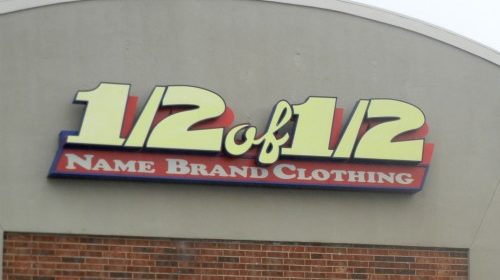 1/2 of 1/2
NAME BRAND CLOTHING